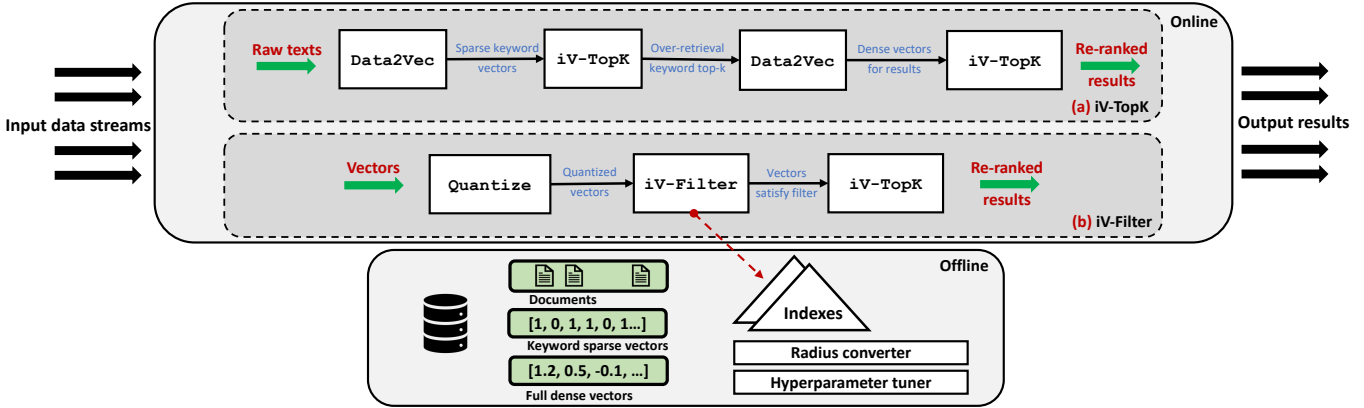 Online
Raw texts
Data2Vec
Sparse keyword
vectors
iV-TopK
Over-retrieval
keyword top-k
Data2Vec
Dense vectors
for results
iV-TopK
Re-ranked
results
(a) iV-TopK
Input data streams
Output results
Vectors
Quantize
Quantized
vectors
iV-Filter
Vectors
satisfy filter
iV-TopK
Re-ranked
results
(b) iV-Filter
Offline
Documents
[1, 0, 1, 1, 0, 1...]
Keyword sparse vectors
[1.2, 0.5, -0.1, ...]
Full dense vectors
Indexes
Radius converter
Hyperparameter tuner